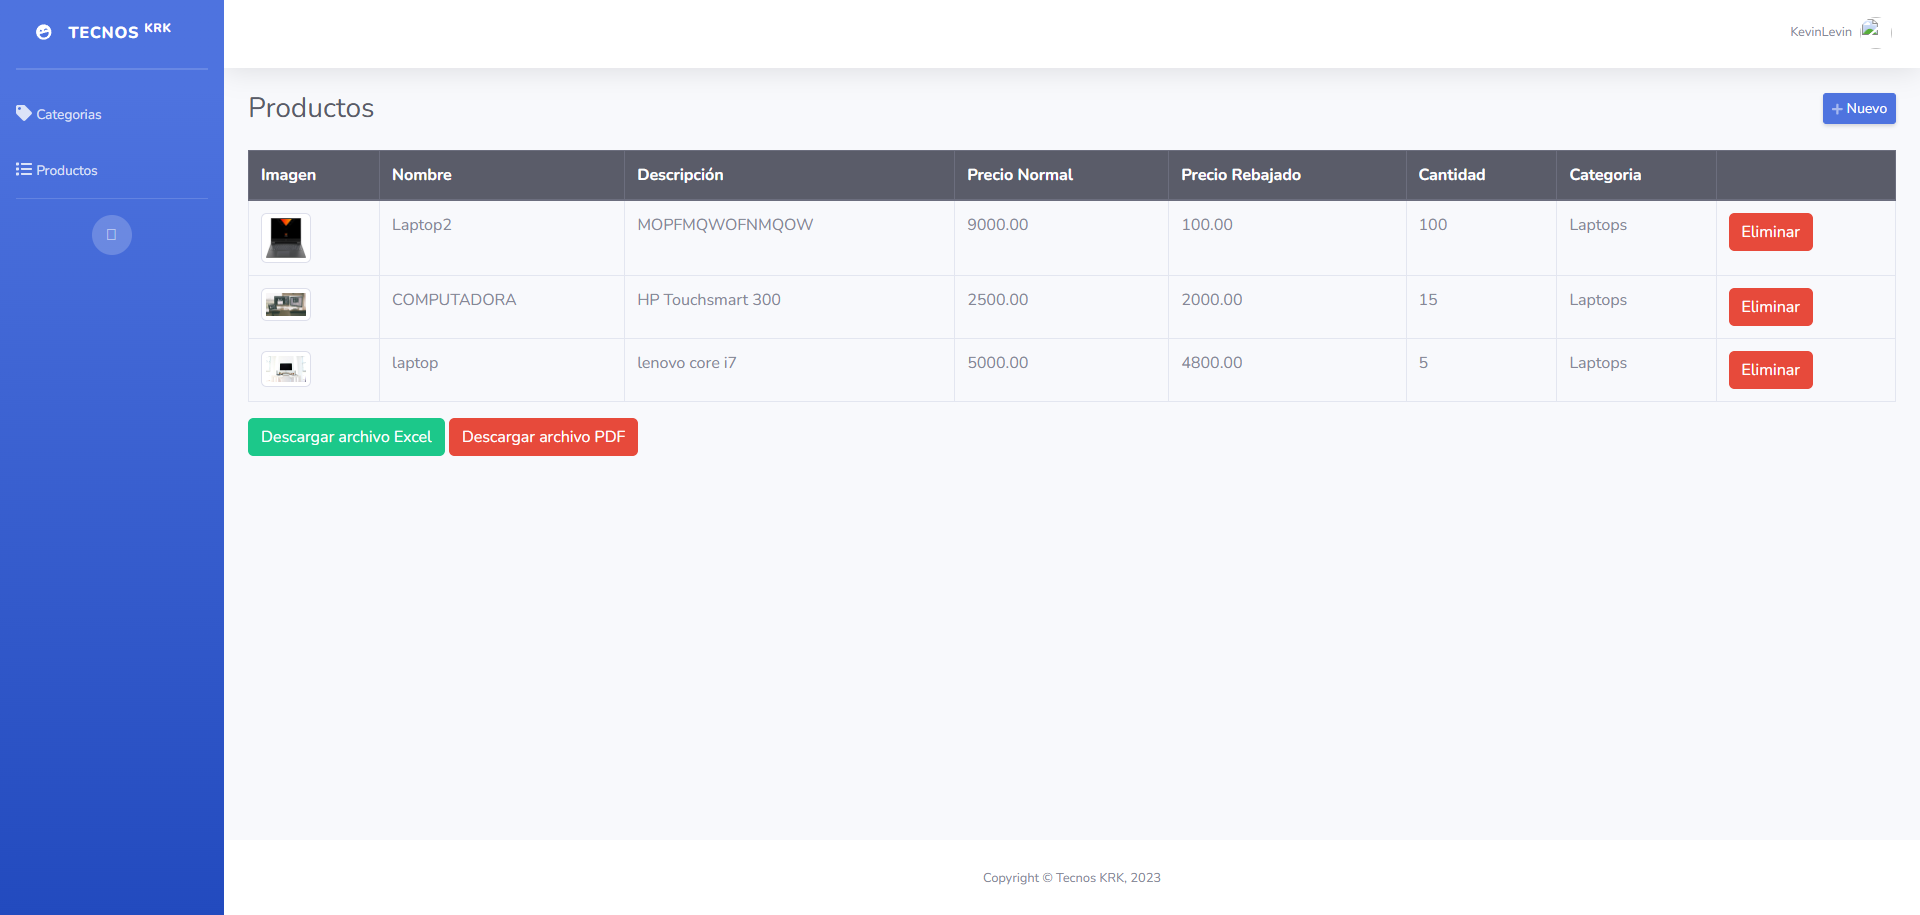 TECNOS KRK
KevinLevin
Categorias
Productos
Productos
+ Nuevo
Imagen Nombre Descripción Precio Normal Precio Rebajado Cantidad Categoria
Laptop2 MOPFMQWOFNMQOW 9000.00 100.00 100 Laptops Eliminar
COMPUTADORA HP Touchsmart 300 2500.00 2000.00 15 Laptops Eliminar
laptop lenovo core i7 5000.00 4800.00 5 Laptops Eliminar
Descargar archivo Excel Descargar archivo PDF
Copyright © Tecnos KRK, 2023